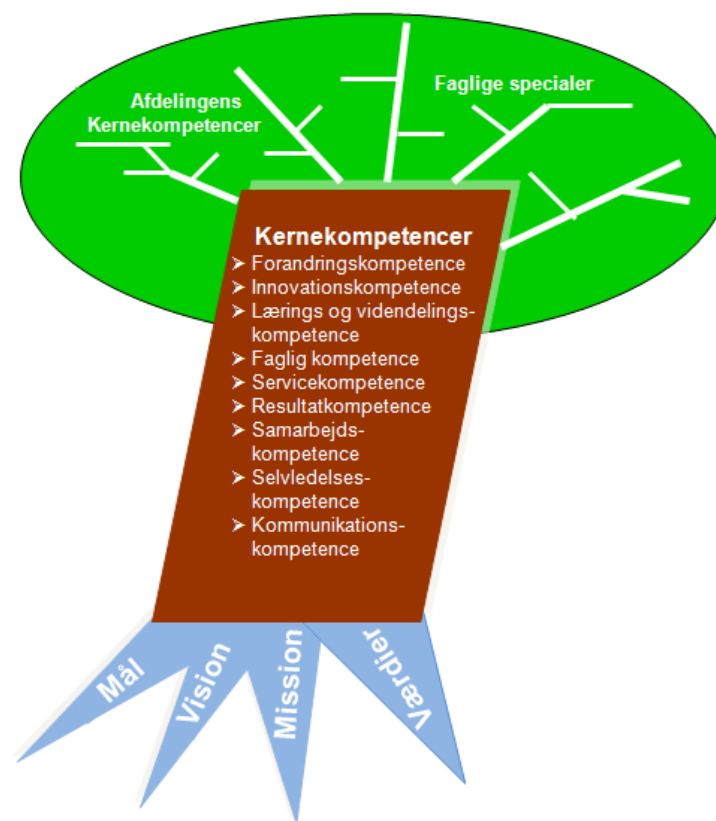 Afdelingens
Kernekompetencer
Faglige specialer
Kernekompetencer
➢ Forandringskompetence
➢ Innovationskompetence
➢ Lærings og videndelings-
kompetence
➢ Faglig kompetence
➢ Servicekompetence
➢ Resultatkompetence
➢ Samarbejds-
kompetence
➢ Selvledelses-
kompetence
➢ Kommunikations-
kompetence
Mål
Vision
Mission
Værdier